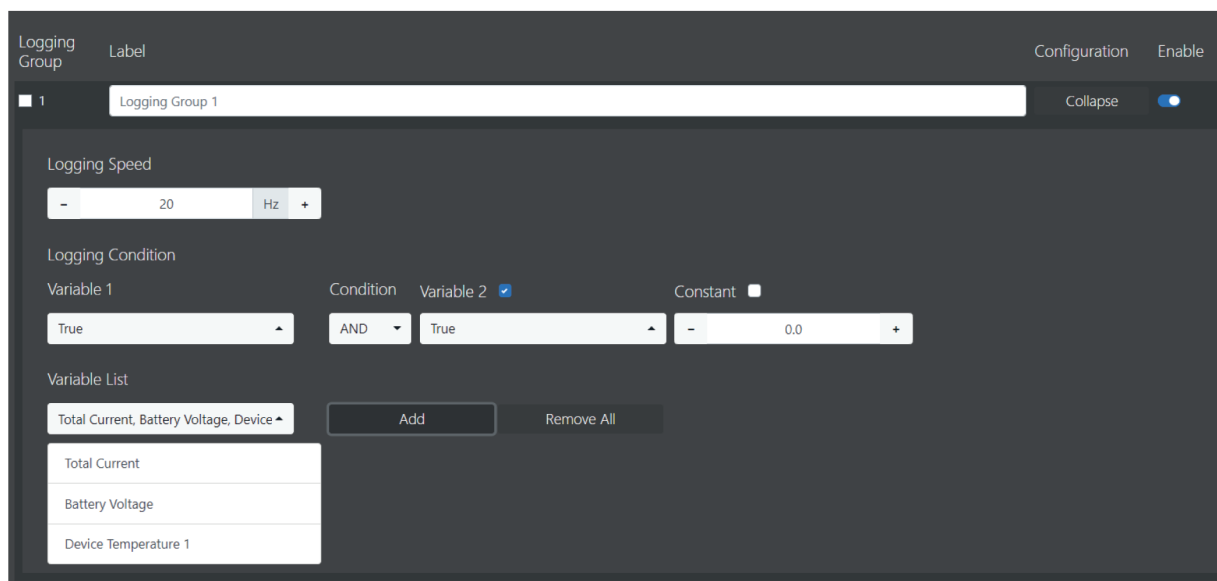 Logging Group Label Configuration Enable
1 Logging Group 1 Collapse
Logging Speed
- 20 Hz +
Logging Condition
Variable 1 Condition Variable 2 Constant
True AND True - 0.0 +
Variable List
Total Current, Battery Voltage, Device Add Remove All
Total Current
Battery Voltage
Device Temperature 1